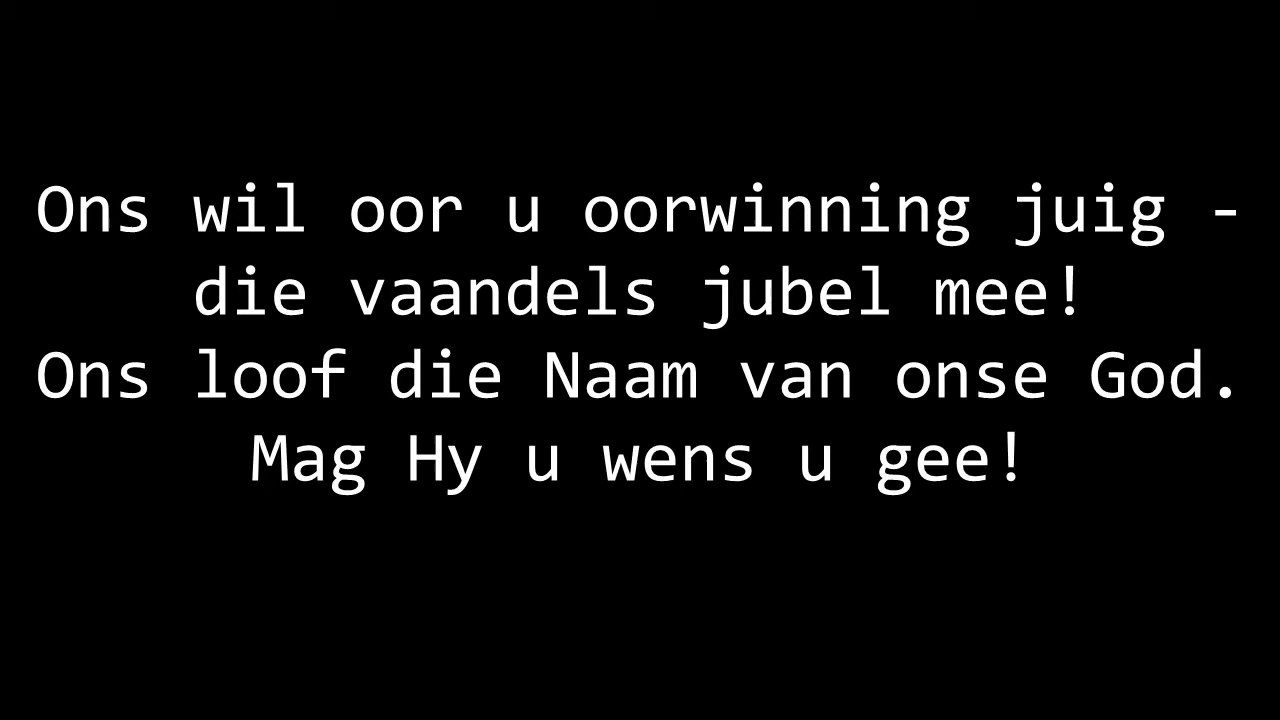 Ons wil oor u oorwinning juig -
die vaandels jubel mee!
Ons loof die Naam van onse God.
Mag Hy u wens u gee!